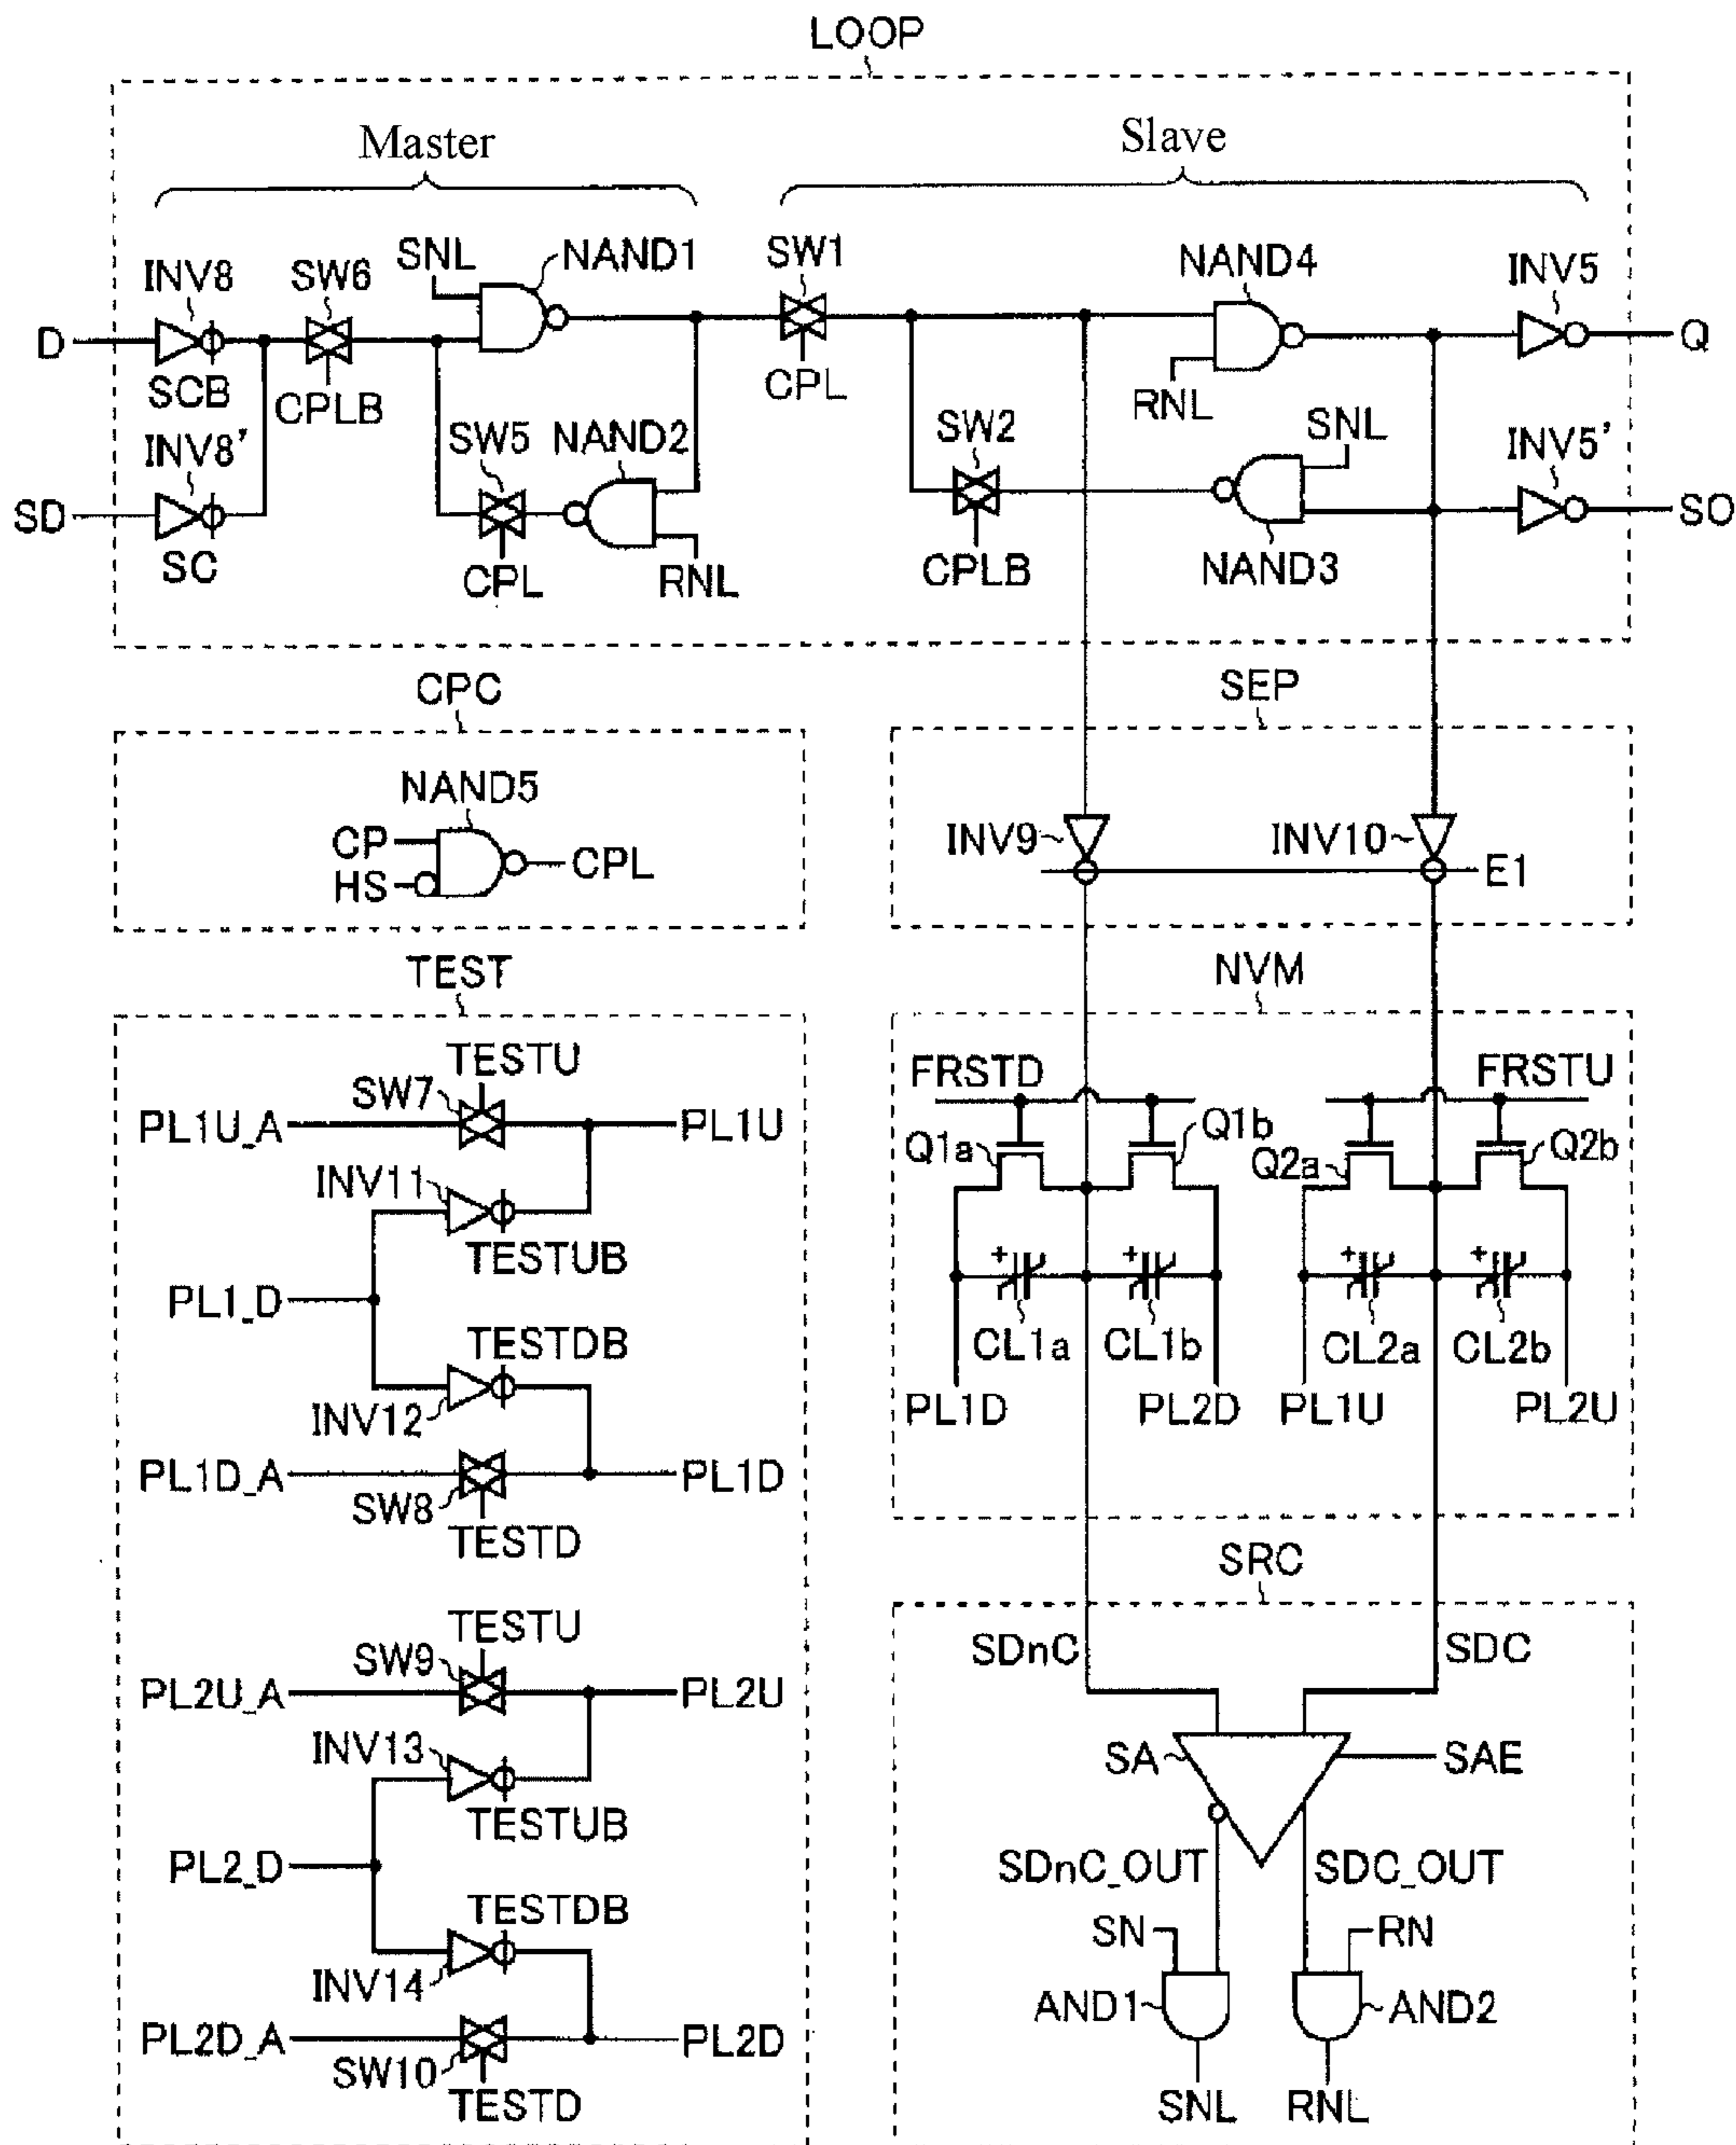 LOOP
Master
Slave
INV8
SW6
SNL
NAND1
SW1
NAND4
INV5
D
Q
SCB
CPLB
CPL
RNL
INV8'
SW5
NAND2
SW2
SNL
INV5'
SD
SO
SC
CPL
RNL
CPLB
NAND3
CPC
SEP
NAND5
CP
HS
CPL
INV9
INV10
E1
TEST
NVM
TESTU
SW7
PL1U_A
PL1U
INV11
TESTUB
PL1_D
TESTDB
INV12
PL1D_A
PL1D
SW8
TESTD
FRSTD
FRSTU
Q1a
Q1b
Q2a
Q2b
+
+
+
+
CL1a
CL1b
CL2a
CL2b
PL1D
PL2D
PL1U
PL2U
SRC
TESTU
SW9
PL2U_A
PL2U
INV13
TESTUB
PL2_D
TESTDB
INV14
PL2D_A
PL2D
SW10
TESTD
SDnC
SDC
SA
SAE
SDnC_OUT
SDC_OUT
SN
RN
AND1
AND2
SNL
RNL